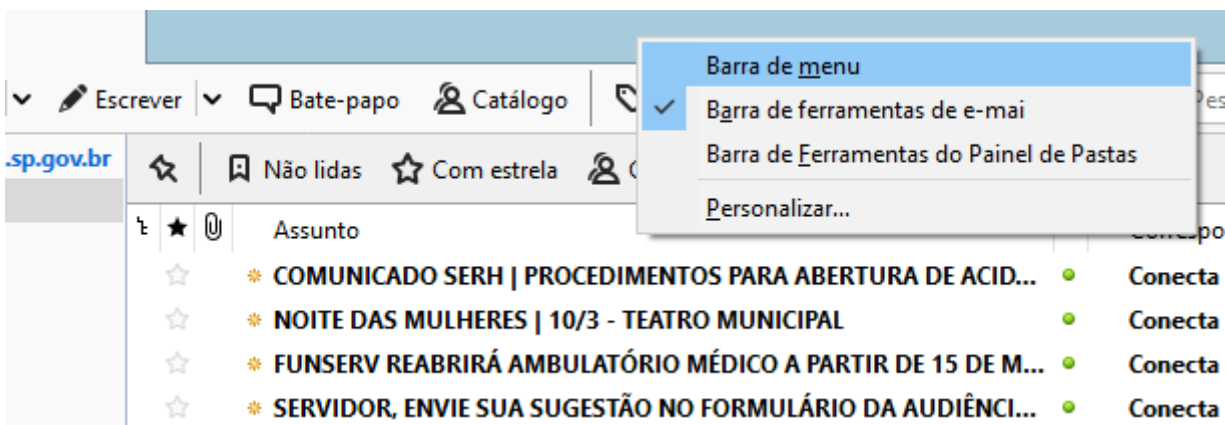 Barra de menu
Escrever Bate-papo Catálogo
Barra de ferramentas de e-mai
.sp.gov.br
Não lidas Com estrela
Barra de Ferramentas do Painel de Pastas
Personalizar...
Assunto
COMUNICADO SERH | PROCEDIMENTOS PARA ABERTURA DE ACID... Conecta
NOITE DAS MULHERES | 10/3 - TEATRO MUNICIPAL Conecta
FUNSERV REABRIRÁ AMBULATÓRIO MÉDICO A PARTIR DE 15 DE M... Conecta
SERVIDOR, ENVIE SUA SUGESTÃO NO FORMULÁRIO DA AUDIÊNCI... Conecta